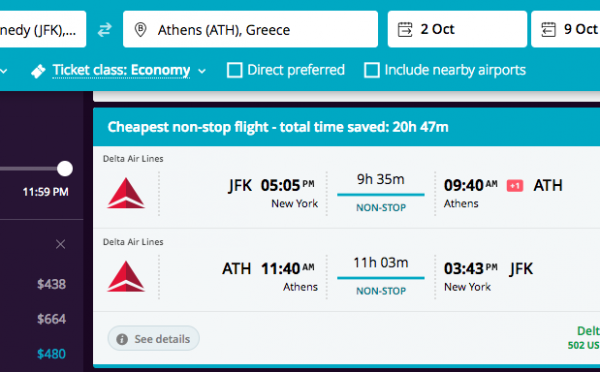 nedy (JFK),... Athens (ATH), Greece 2 Oct 9 Oct
Ticket class: Economy Direct preferred Include nearby airports
Cheapest non-stop flight - total time saved: 20h 47m
Delta Air Lines
JFK 05:05 PM 9h 35m 09:40 AM +1 ATH
New York NON-STOP Athens
Delta Air Lines
ATH 11:40 AM 11h 03m 03:43 PM JFK
Athens NON-STOP New York
i See details
Delt
502 US
11:59 PM
$438
$664
$480